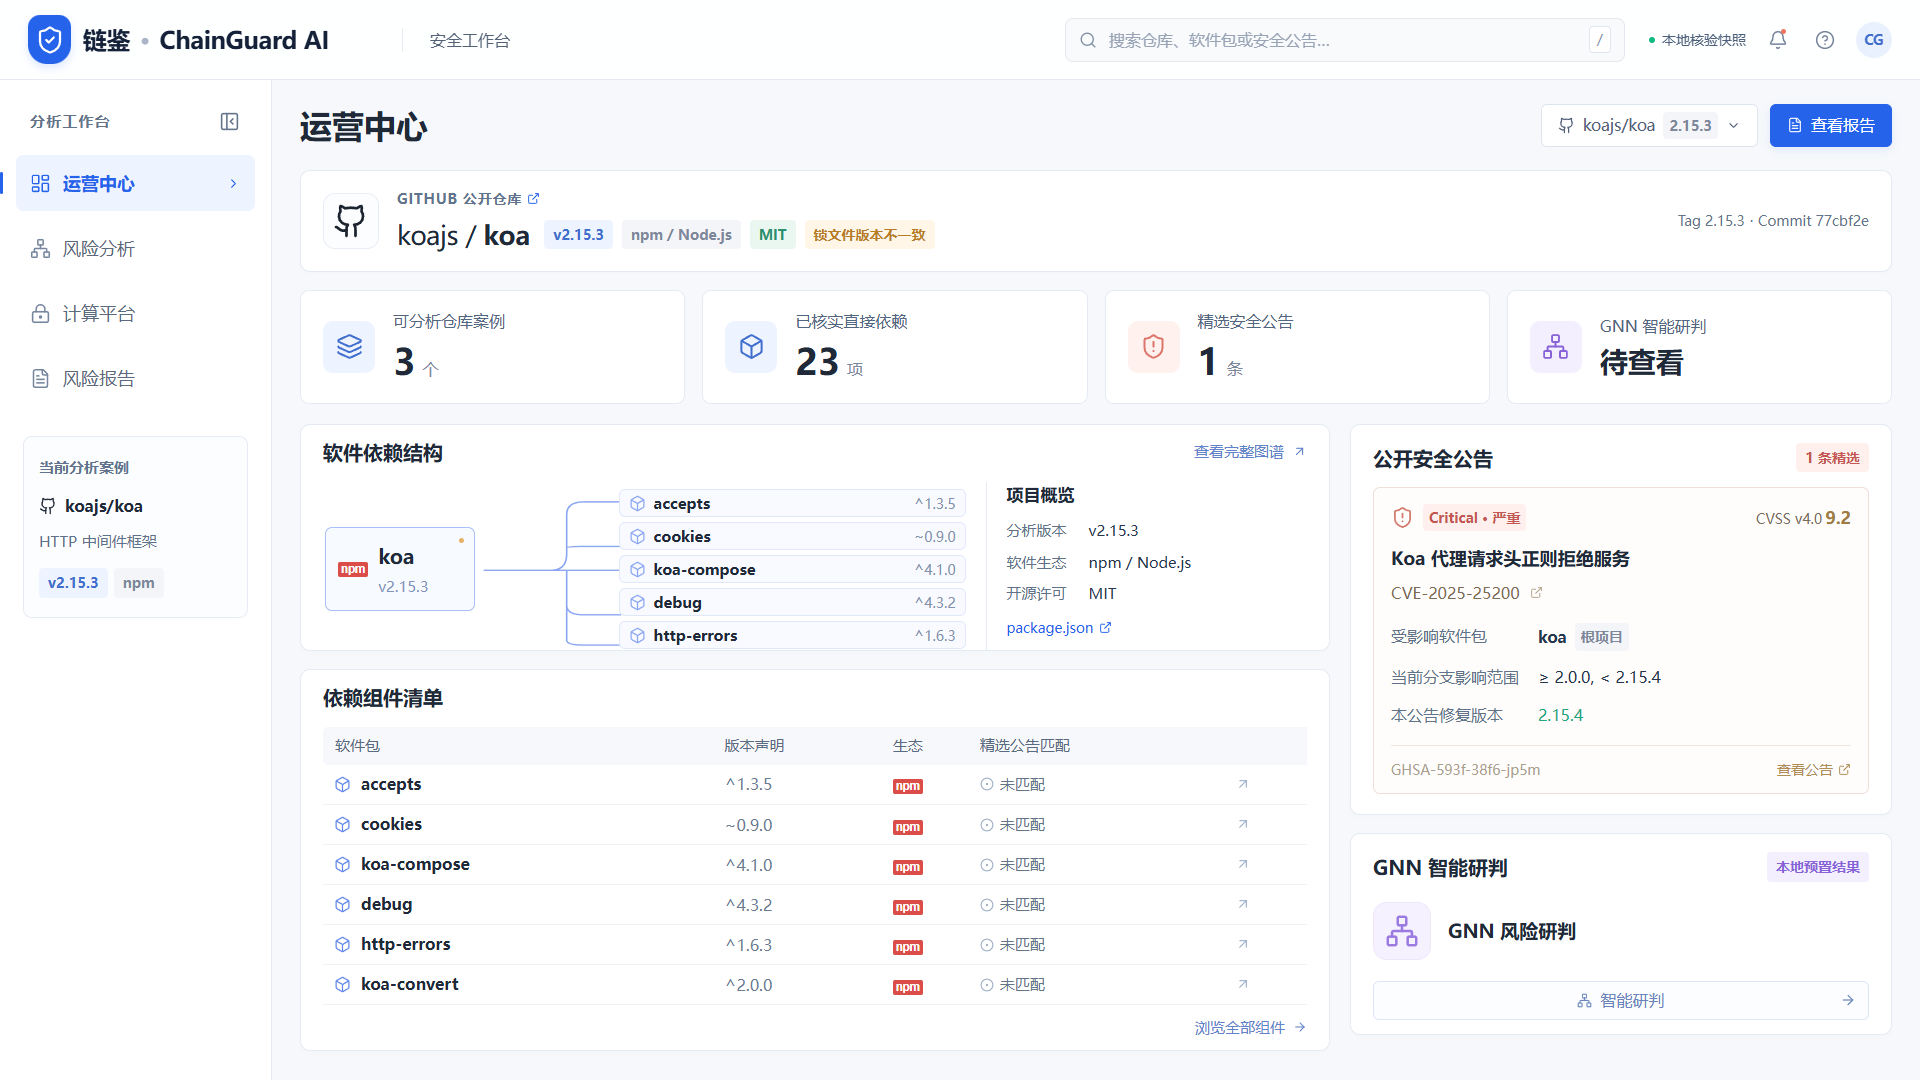 链鉴 • ChainGuard AI
安全工作台
搜索仓库、软件包或安全公告...
/
本地核验快照
CG
分析工作台
运营中心
风险分析
计算平台
风险报告
当前分析案例
koajs/koa
HTTP 中间件框架
v2.15.3 npm
运营中心
koajs/koa 2.15.3
查看报告
GITHUB 公开仓库
koajs / koa v2.15.3 npm / Node.js MIT 锁文件版本不一致
Tag 2.15.3 · Commit 77cbf2e
可分析仓库案例
3 个
已核实直接依赖
23 项
精选安全公告
1 条
GNN 智能研判
待查看
软件依赖结构
查看完整图谱
npm
koa
v2.15.3
accepts ^1.3.5
cookies ~0.9.0
koa-compose ^4.1.0
debug ^4.3.2
http-errors ^1.6.3
项目概览
分析版本 v2.15.3
软件生态 npm / Node.js
开源许可 MIT
package.json
依赖组件清单
软件包 版本声明 生态 精选公告匹配
accepts ^1.3.5 npm 未匹配
cookies ~0.9.0 npm 未匹配
koa-compose ^4.1.0 npm 未匹配
debug ^4.3.2 npm 未匹配
http-errors ^1.6.3 npm 未匹配
koa-convert ^2.0.0 npm 未匹配
浏览全部组件
公开安全公告
1 条精选
Critical • 严重
CVSS v4.0 9.2
Koa 代理请求头正则拒绝服务
CVE-2025-25200
受影响软件包 koa 根项目
当前分支影响范围 ≥ 2.0.0, < 2.15.4
本公告修复版本 2.15.4
GHSA-593f-38f6-jp5m
查看公告
GNN 智能研判
本地预置结果
GNN 风险研判
智能研判